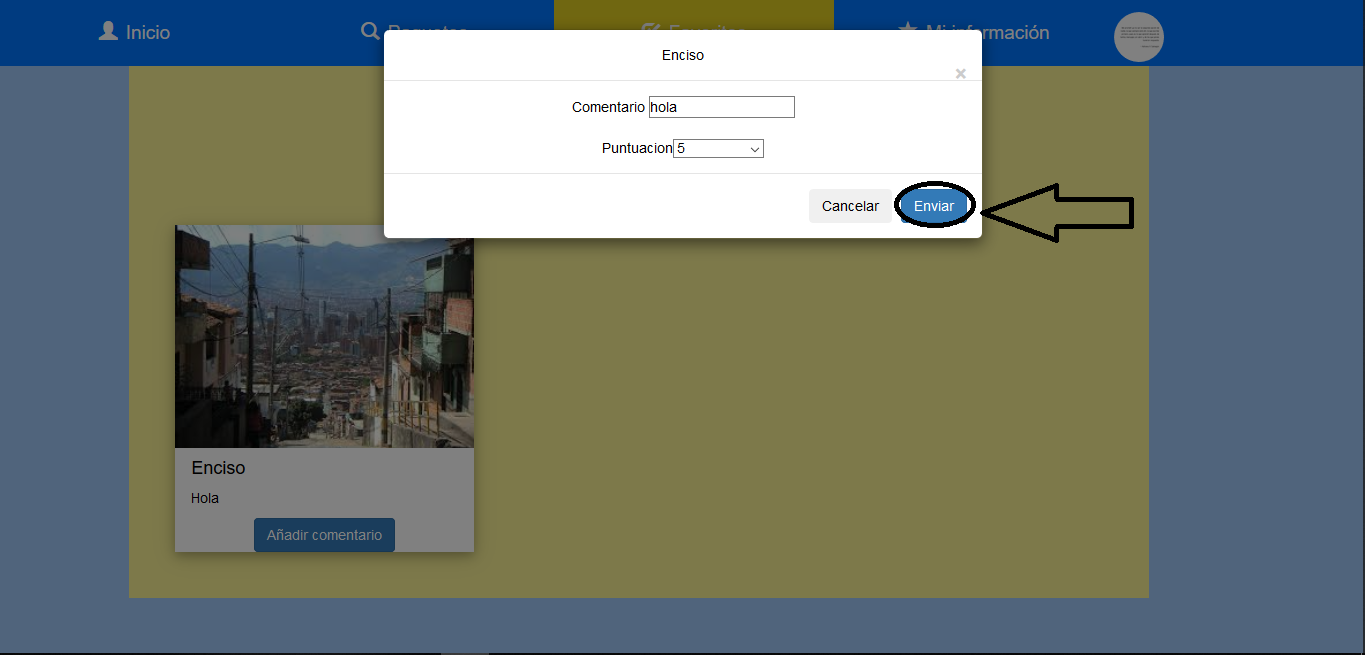 Inicio
Mi información
Enciso
×
Comentario hola
Puntuacion 5
Cancelar Enviar
Enciso
Hola
Añadir comentario